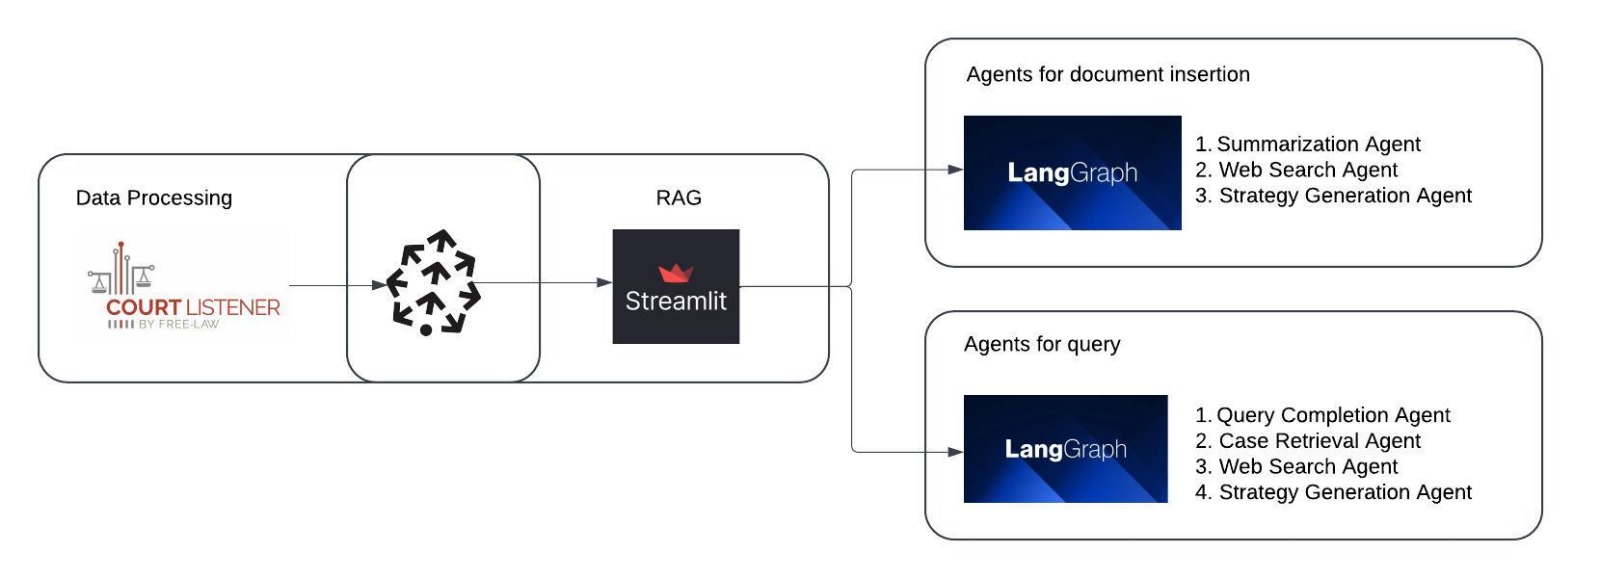 Data Processing
COURT LISTENER
BY FREE-LAW
RAG
Streamlit
Agents for document insertion
LangGraph
1. Summarization Agent
2. Web Search Agent
3. Strategy Generation Agent
Agents for query
LangGraph
1. Query Completion Agent
2. Case Retrieval Agent
3. Web Search Agent
4. Strategy Generation Agent